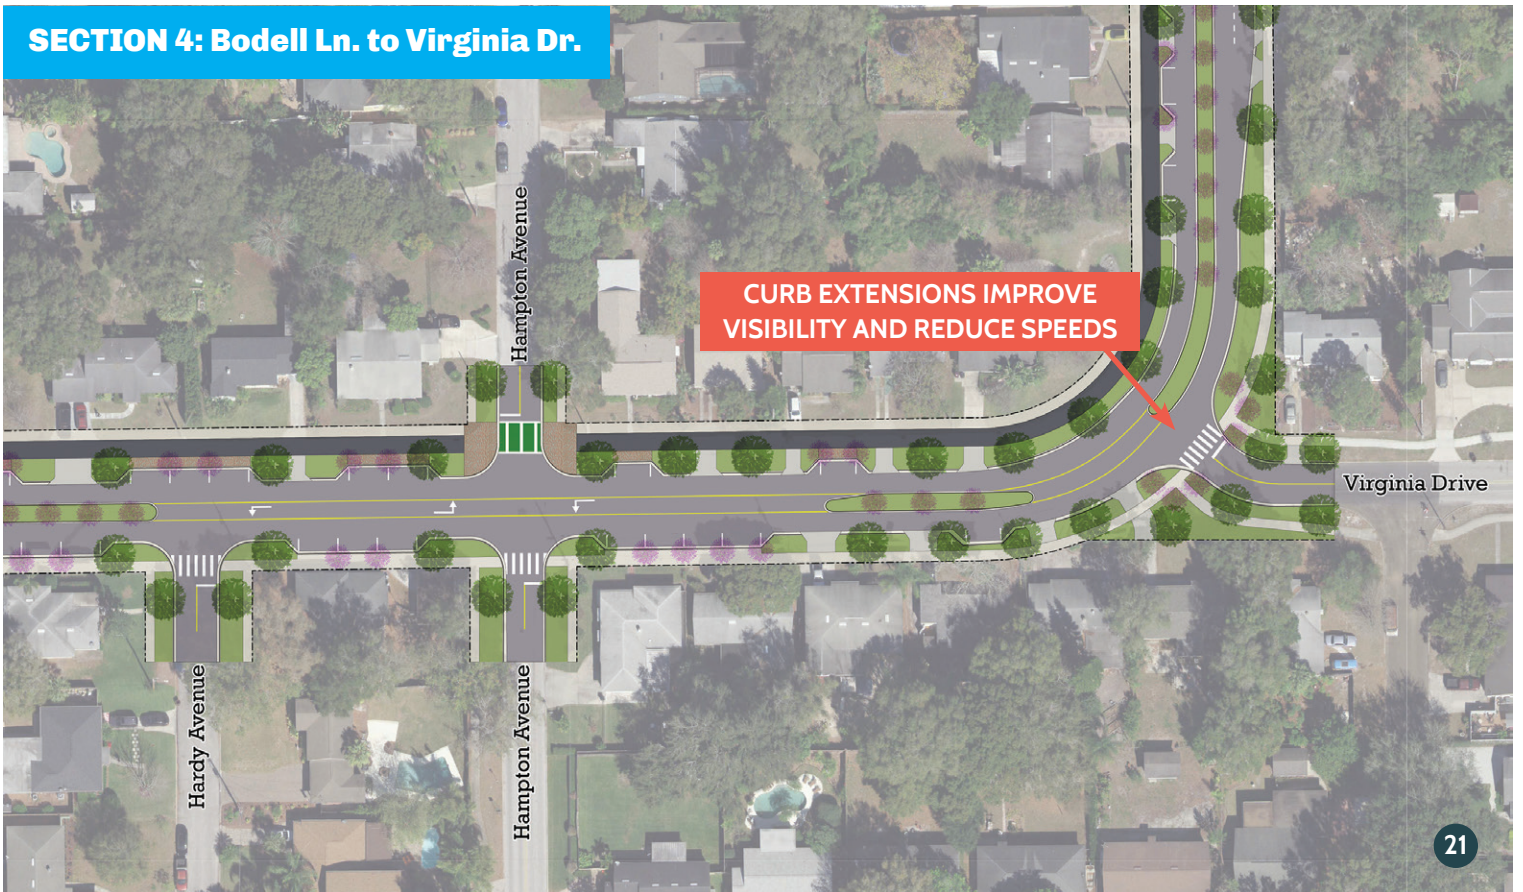 SECTION 4: Bodell Ln. to Virginia Dr.
Hampton Avenue
CURB EXTENSIONS IMPROVE
VISIBILITY AND REDUCE SPEEDS
Virginia Drive
Hardy Avenue
Hampton Avenue
21